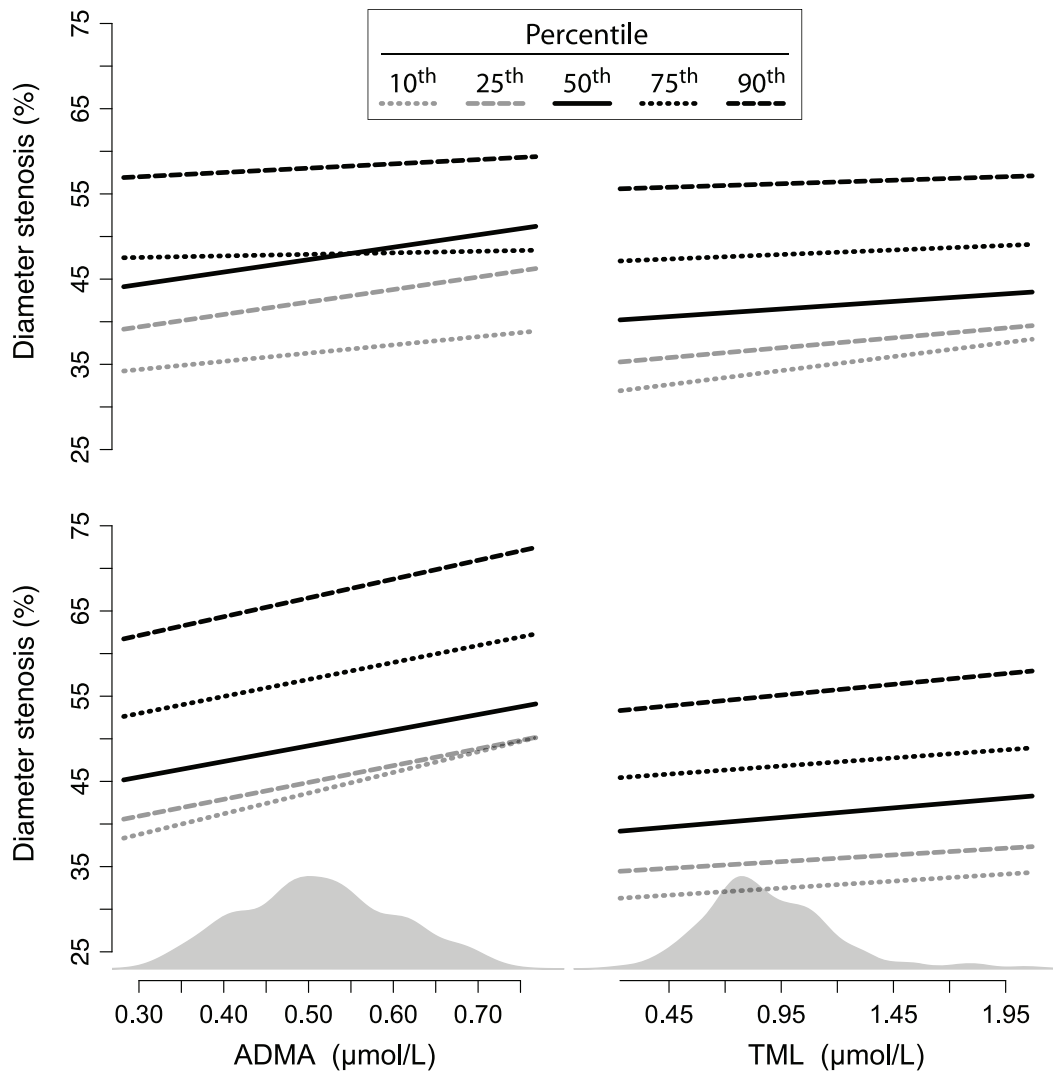 Percentile
10th 25th 50th 75th 90th
Diameter stenosis (%)
75
65
55
45
35
25
Diameter stenosis (%)
75
65
55
45
35
25
0.30 0.50 0.60 0.70
ADMA (µmol/L)
0.45 0.95 1.45 1.95
TML (µmol/L)